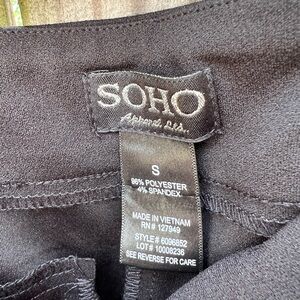 SOHO
Apparel Ltd.
S
96% POLYESTER
4% SPANDEX
MADE IN VIETNAM
RN# 127949
STYLE# 6096852
LOT# 10008236
SEE REVERSE FOR CARE